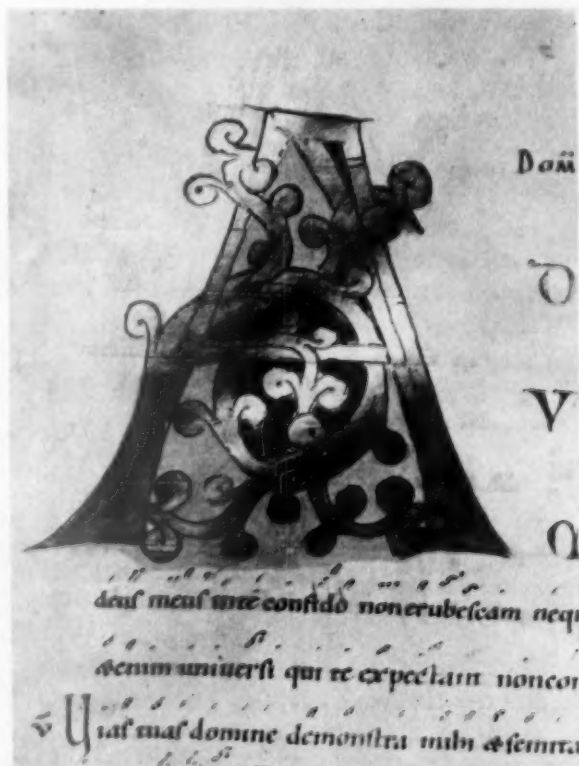 A
Dom̄
D
V
deus meus in te confido non erubescam neq
etenim universi qui te expectant non con
v̄ Vias tuas domine demonstra mihi et semita